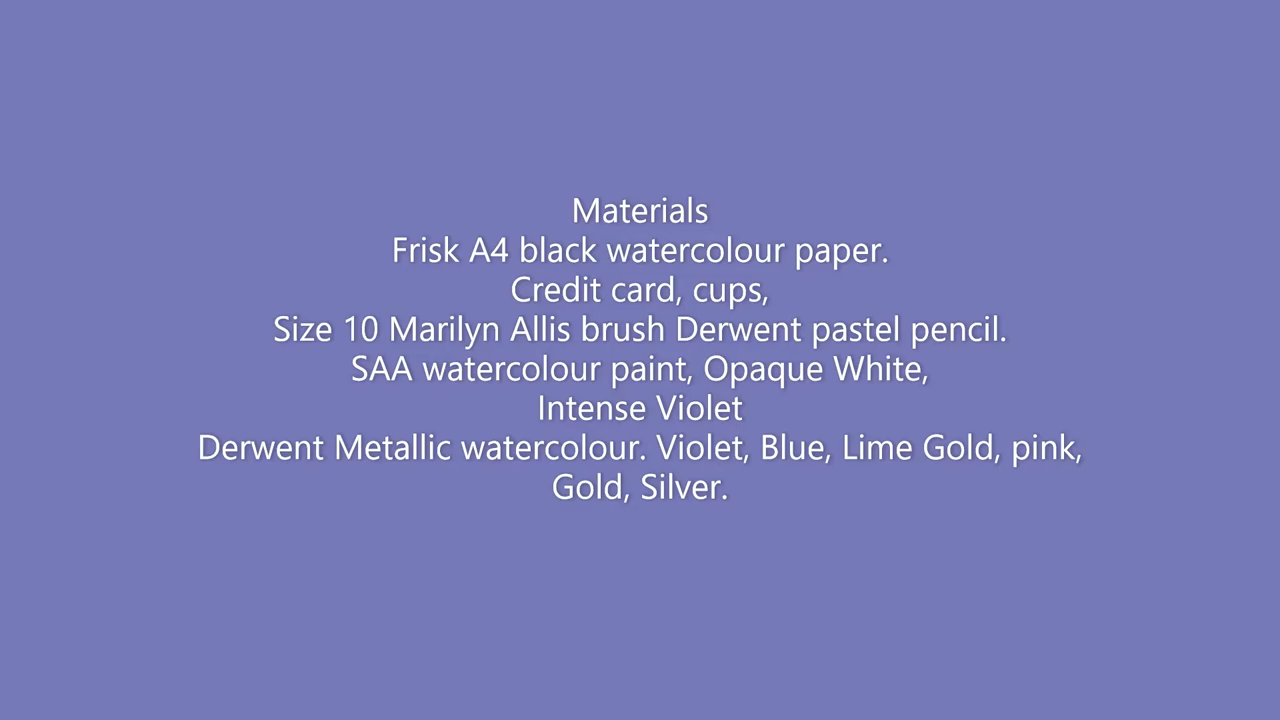 Materials
Frisk A4 black watercolour paper.
Credit card, cups,
Size 10 Marilyn Allis brush Derwent pastel pencil.
SAA watercolour paint, Opaque White,
Intense Violet
Derwent Metallic watercolour. Violet, Blue, Lime Gold, pink,
Gold, Silver.